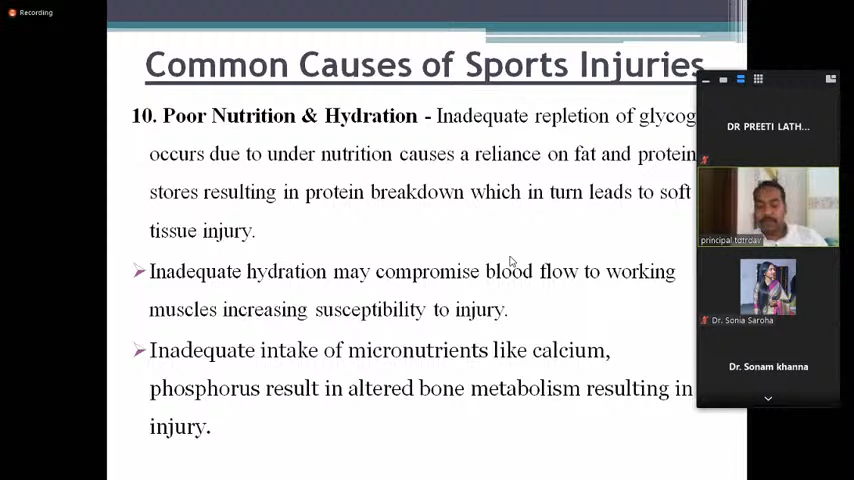 Recording
Common Causes of Sports Injuries
10. Poor Nutrition & Hydration - Inadequate repletion of glycog
occurs due to under nutrition causes a reliance on fat and protein
stores resulting in protein breakdown which in turn leads to soft
tissue injury.
➢Inadequate hydration may compromise blood flow to working
muscles increasing susceptibility to injury.
➢Inadequate intake of micronutrients like calcium,
phosphorus result in altered bone metabolism resulting in
injury.
DR PREETI LATH...
principal tdtrdav
Dr. Sonia Saroha
Dr. Sonam khanna